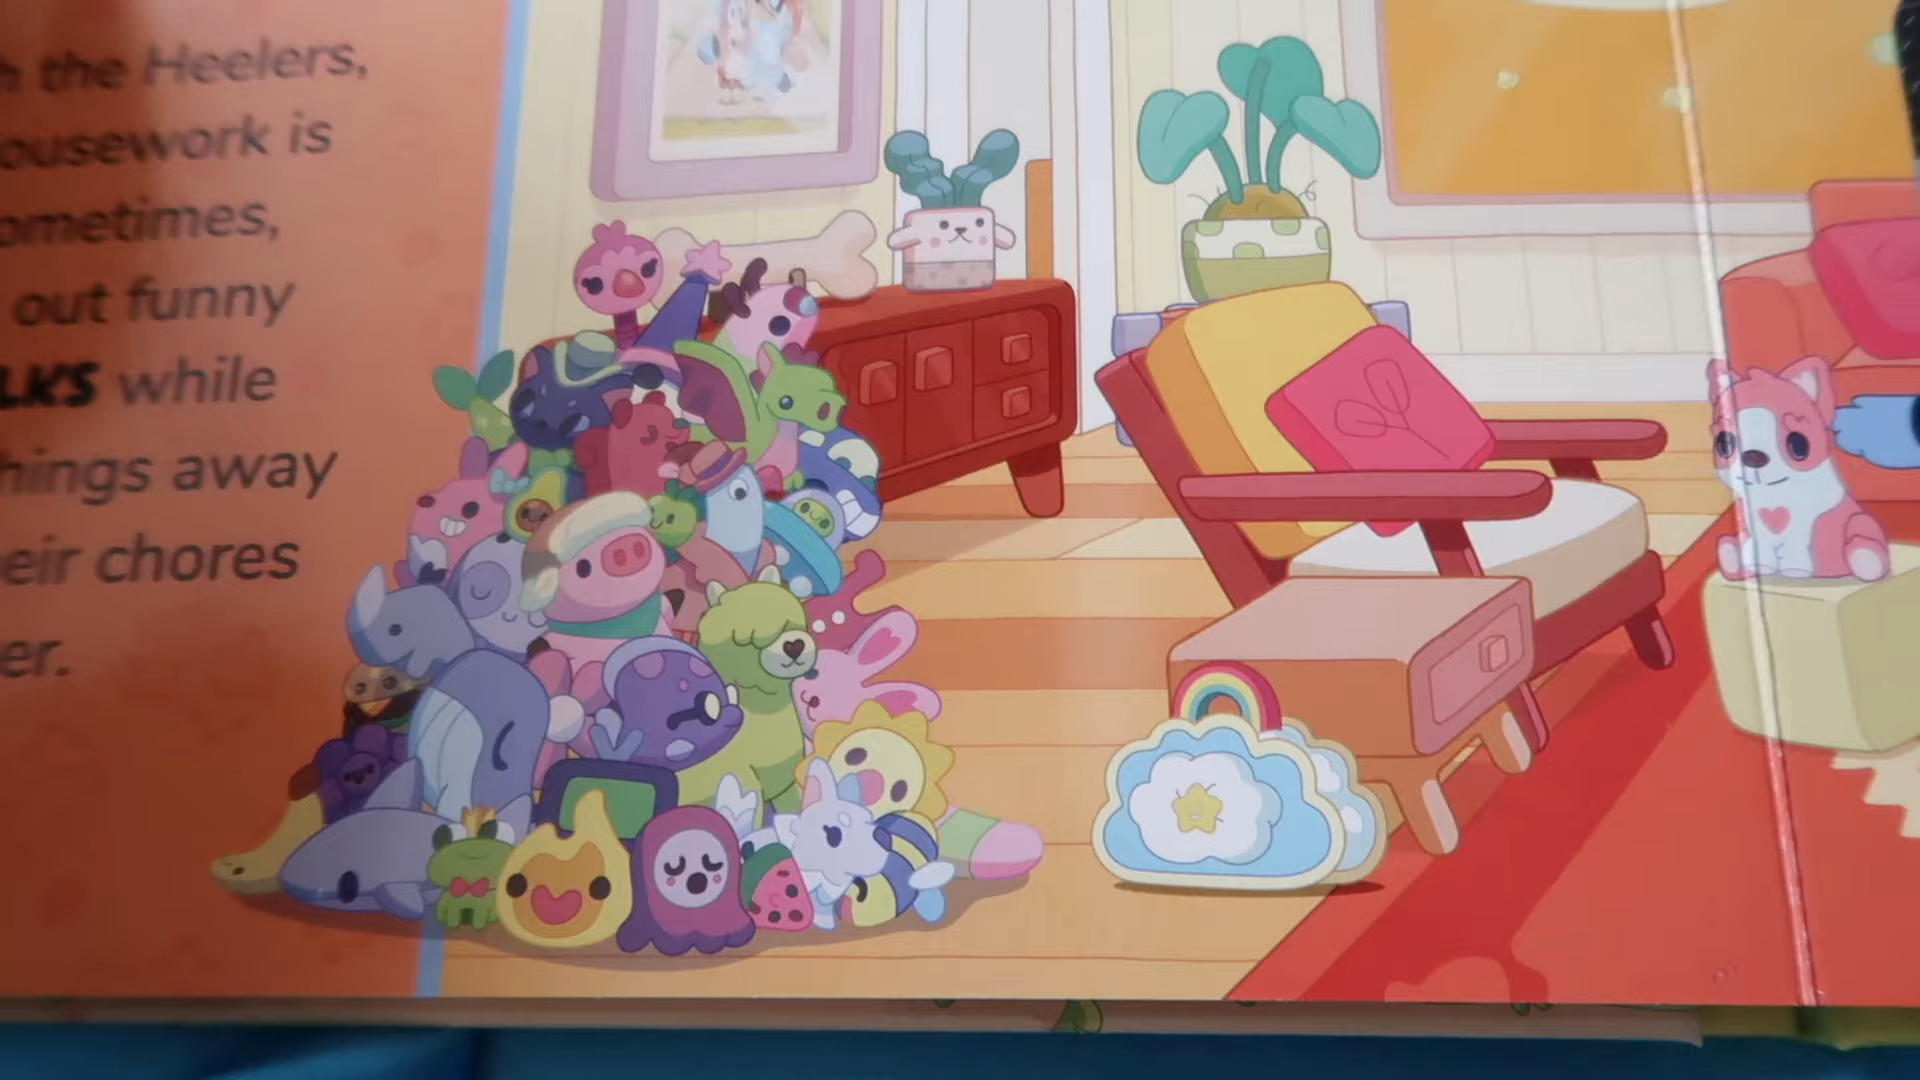 h the Heelers,
ousework is
ometimes,
out funny
LKS while
hings away
eir chores
er.